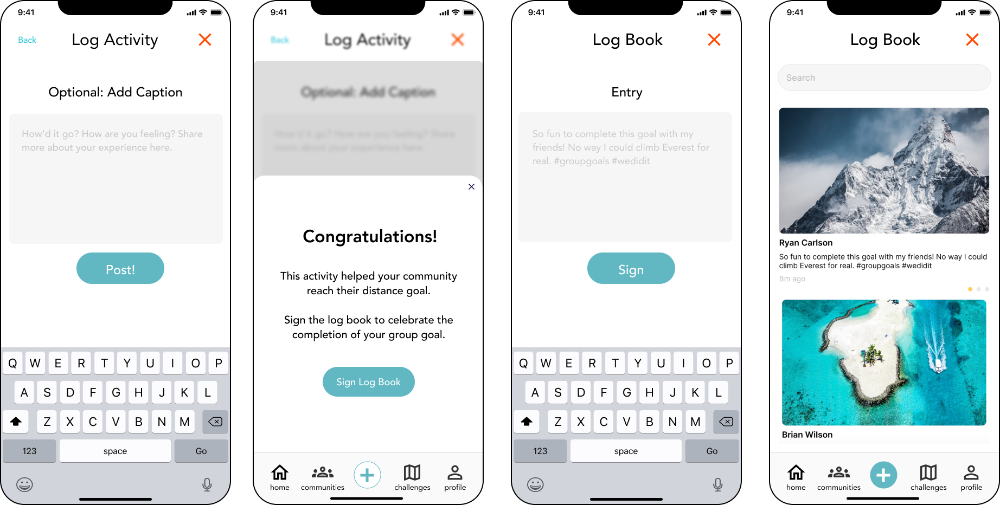 9:41
Back
Log Activity
Optional: Add Caption
How'd it go? How are you feeling? Share
more about your experience here.
Post!
Q W E R T Y U I O P
A S D F G H J K L
Z X C V B N M
123 space Go
9:41
Back
Log Activity
Optional: Add Caption
How'd it go? How are you feeling? Share
more about your experience here.
Congratulations!
This activity helped your community
reach their distance goal.
Sign the log book to celebrate the
completion of your group goal.
Sign Log Book
home communities challenges profile
9:41
Log Book
Entry
So fun to complete this goal with my
friends! No way I could climb Everest for
real. #groupgoals #wedidit
Sign
Q W E R T Y U I O P
A S D F G H J K L
Z X C V B N M
123 space Go
9:41
Log Book
Search
Ryan Carlson
So fun to complete this goal with my friends! No way I could
climb Everest for real. #groupgoals #wedidit
8m ago
Brian Wilson
home communities challenges profile